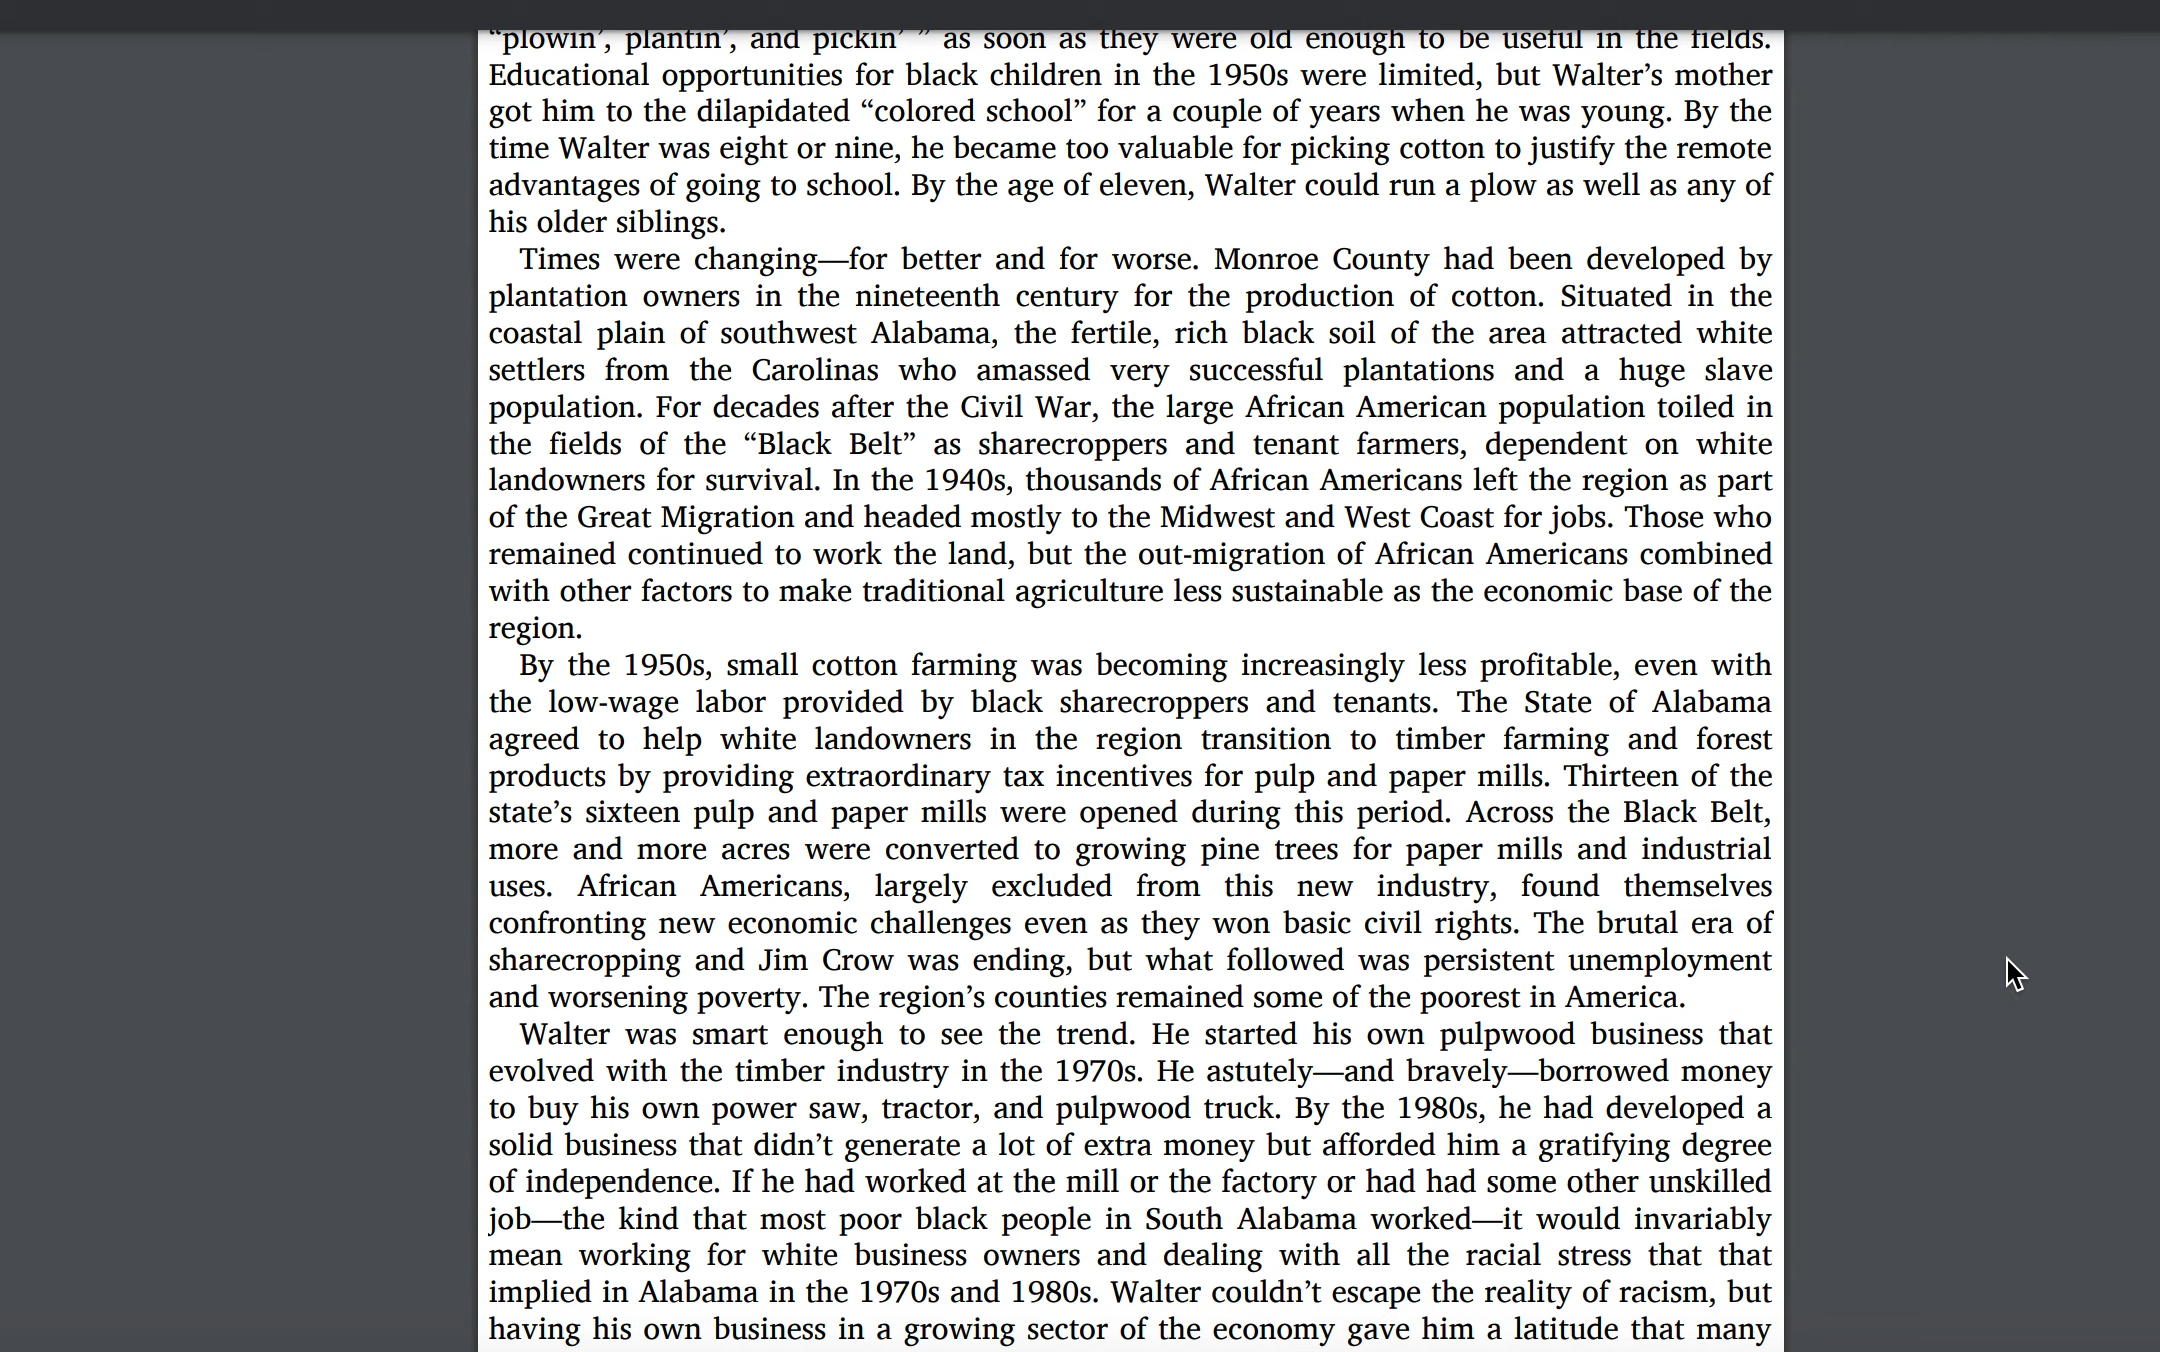 “plowin’, plantin’, and pickin’ ” as soon as they were old enough to be useful in the fields.
Educational opportunities for black children in the 1950s were limited, but Walter’s mother
got him to the dilapidated “colored school” for a couple of years when he was young. By the
time Walter was eight or nine, he became too valuable for picking cotton to justify the remote
advantages of going to school. By the age of eleven, Walter could run a plow as well as any of
his older siblings.
Times were changing—for better and for worse. Monroe County had been developed by
plantation owners in the nineteenth century for the production of cotton. Situated in the
coastal plain of southwest Alabama, the fertile, rich black soil of the area attracted white
settlers from the Carolinas who amassed very successful plantations and a huge slave
population. For decades after the Civil War, the large African American population toiled in
the fields of the “Black Belt” as sharecroppers and tenant farmers, dependent on white
landowners for survival. In the 1940s, thousands of African Americans left the region as part
of the Great Migration and headed mostly to the Midwest and West Coast for jobs. Those who
remained continued to work the land, but the out-migration of African Americans combined
with other factors to make traditional agriculture less sustainable as the economic base of the
region.
By the 1950s, small cotton farming was becoming increasingly less profitable, even with
the low-wage labor provided by black sharecroppers and tenants. The State of Alabama
agreed to help white landowners in the region transition to timber farming and forest
products by providing extraordinary tax incentives for pulp and paper mills. Thirteen of the
state’s sixteen pulp and paper mills were opened during this period. Across the Black Belt,
more and more acres were converted to growing pine trees for paper mills and industrial
uses. African Americans, largely excluded from this new industry, found themselves
confronting new economic challenges even as they won basic civil rights. The brutal era of
sharecropping and Jim Crow was ending, but what followed was persistent unemployment
and worsening poverty. The region’s counties remained some of the poorest in America.
Walter was smart enough to see the trend. He started his own pulpwood business that
evolved with the timber industry in the 1970s. He astutely—and bravely—borrowed money
to buy his own power saw, tractor, and pulpwood truck. By the 1980s, he had developed a
solid business that didn’t generate a lot of extra money but afforded him a gratifying degree
of independence. If he had worked at the mill or the factory or had had some other unskilled
job—the kind that most poor black people in South Alabama worked—it would invariably
mean working for white business owners and dealing with all the racial stress that that
implied in Alabama in the 1970s and 1980s. Walter couldn’t escape the reality of racism, but
having his own business in a growing sector of the economy gave him a latitude that many